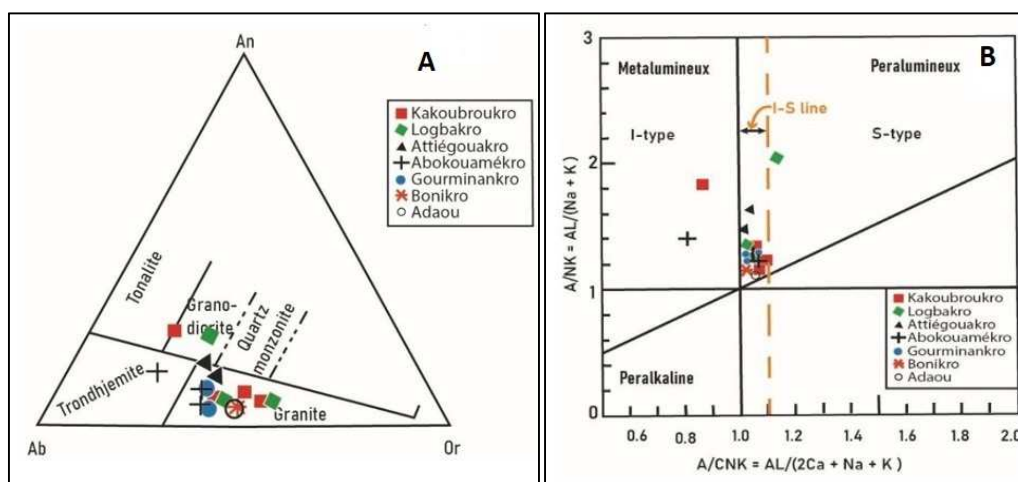 An
A
Kakoubroukro
Logbakro
Attiégouakro
Abokouamékro
Gourminankro
Bonikro
Adaou
Tonalite
Grano-
diorite
Quartz
monzonite
Trondhjemite
Granite
Ab
Or
B
3
Metalumineux
Peralumineux
I-S line
I-type
S-type
2
A/NK = AL/(Na + K)
1
Kakoubroukro
Logbakro
Attiégouakro
Abokouamékro
Gourminankro
Bonikro
Adaou
Peralkaline
0
0.6 0.8 1.0 1.2 1.4 1.6 1.8 2.0
A/CNK = AL/(2Ca + Na + K)